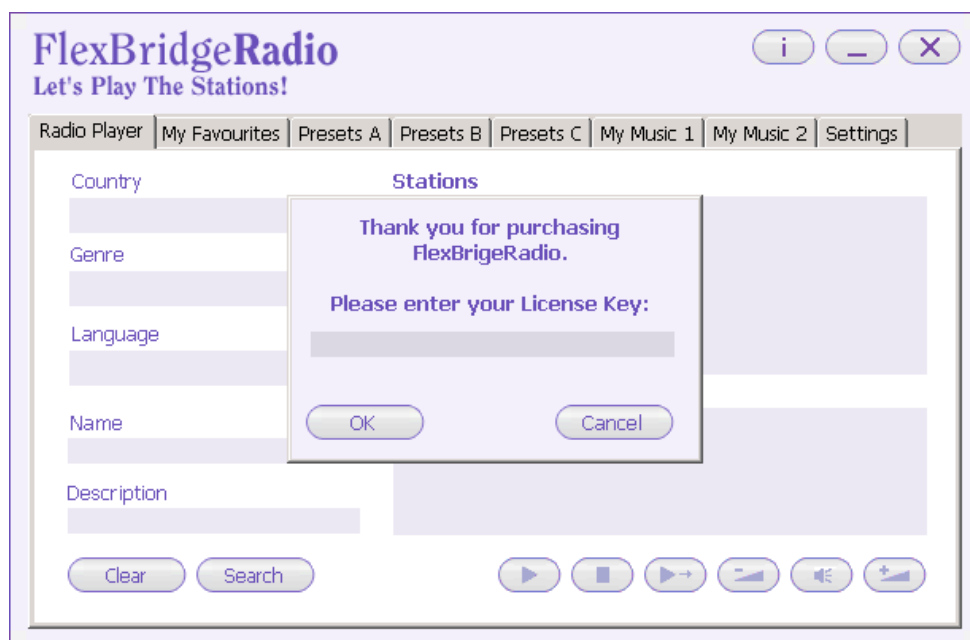 FlexBridgeRadio
Let's Play The Stations!
i
Radio Player My Favourites Presets A Presets B Presets C My Music 1 My Music 2 Settings
Country
Stations
Genre
Language
Name
Description
Thank you for purchasing
FlexBrigeRadio.
Please enter your License Key:
OK Cancel
Clear Search